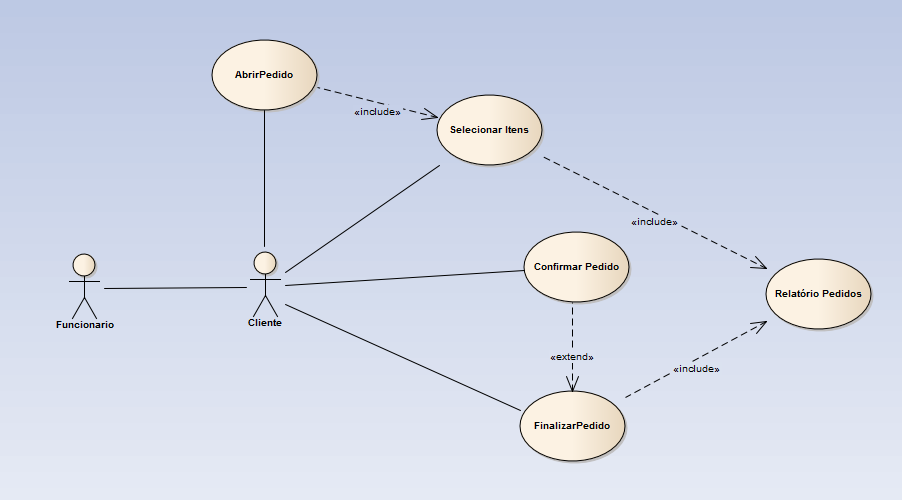 AbrirPedido
«include»
Selecionar Itens
«include»
Confirmar Pedido
Relatório Pedidos
Funcionario
Cliente
«extend»
«include»
FinalizarPedido